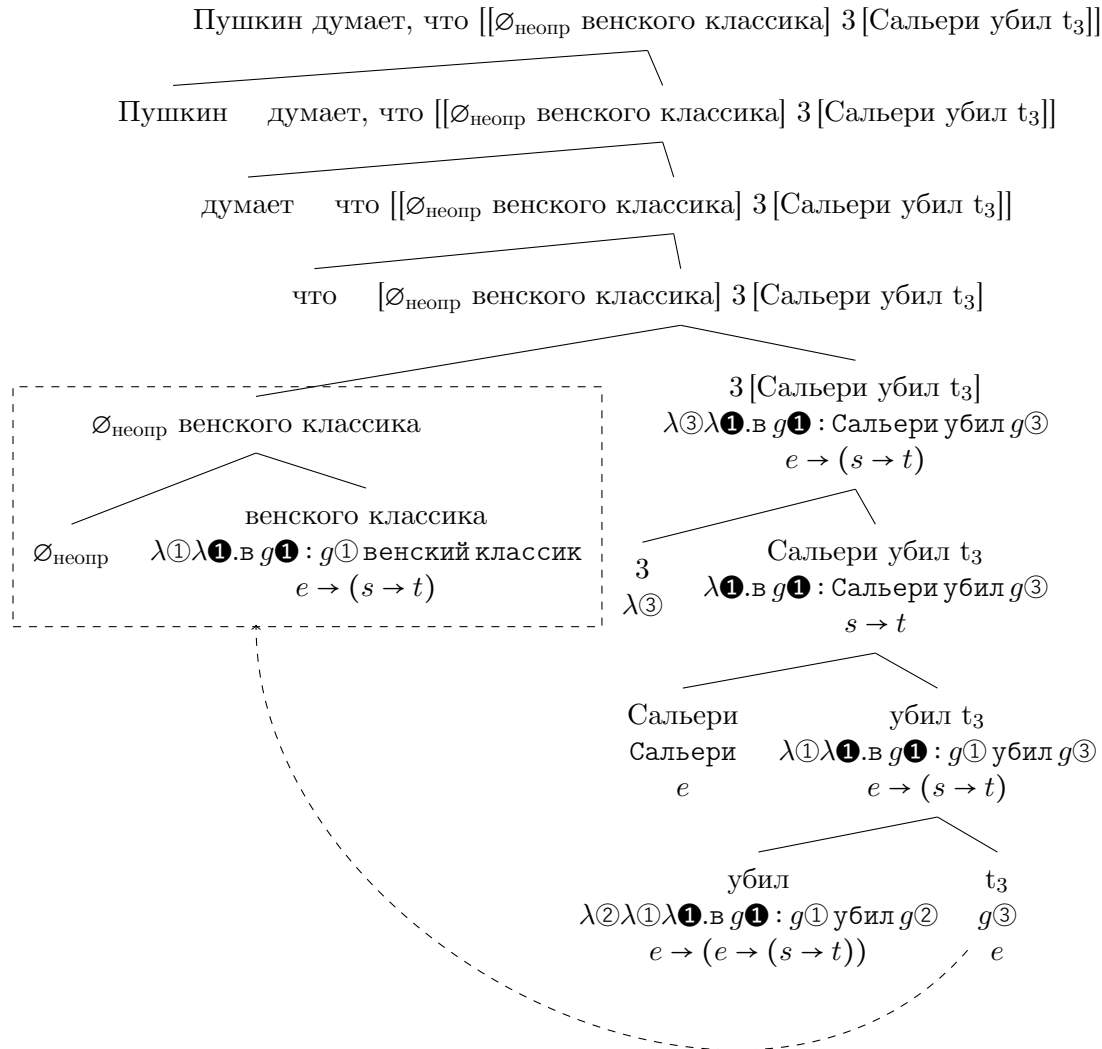 Пушкин думает, что [[∅неопр венского классика] 3 [Сальери убил t₃]]
Пушкин думает, что [[∅неопр венского классика] 3 [Сальери убил t₃]]
думает что [[∅неопр венского классика] 3 [Сальери убил t₃]]
что [∅неопр венского классика] 3 [Сальери убил t₃]
∅неопр венского классика
3 [Сальери убил t₃]
λ③λ❶.в g❶ : Сальери убил g③
e → (s → t)
∅неопр
венского классика
λ①λ❶.в g❶ : g① венский классик
e → (s → t)
3
λ③
Сальери убил t₃
λ❶.в g❶ : Сальери убил g③
s → t
Сальери
Сальери
e
убил t₃
λ①λ❶.в g❶ : g① убил g③
e → (s → t)
убил
λ②λ①λ❶.в g❶ : g① убил g②
e → (e → (s → t))
t₃
g③
e